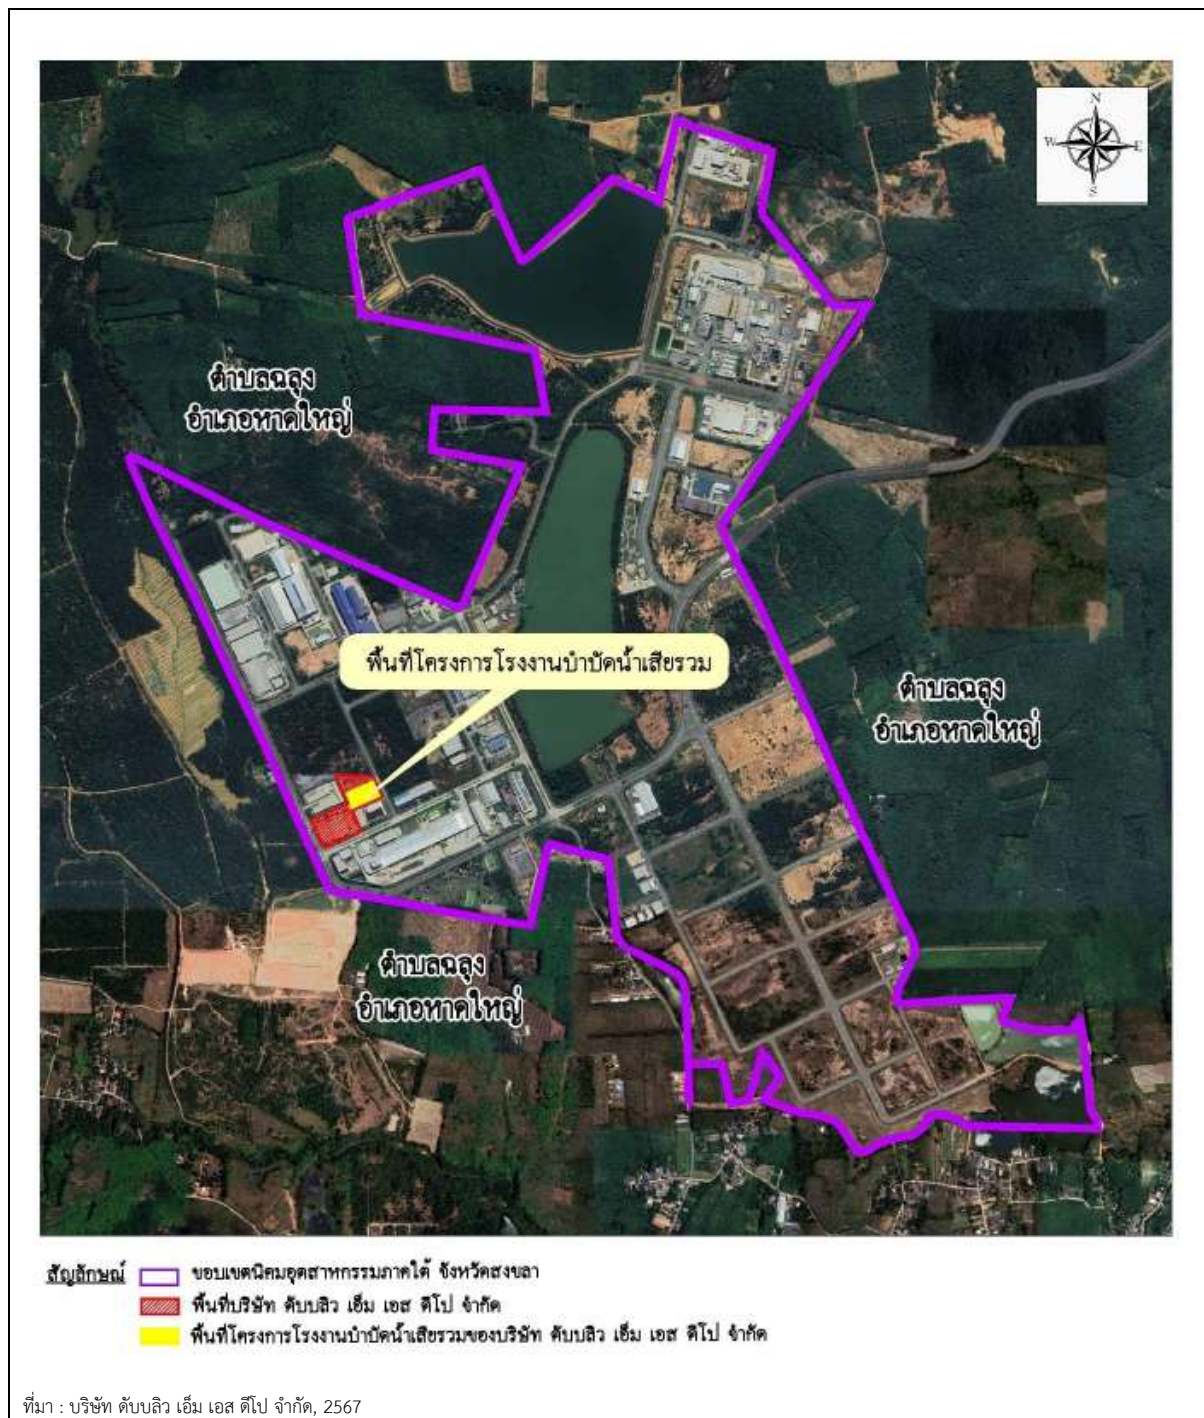 N
W
E
S
ตำบลฉลุง
อำเภอหาดใหญ่
พื้นที่โครงการโรงงานบำบัดน้ำเสียรวม
ตำบลฉลุง
อำเภอหาดใหญ่
ตำบลฉลุง
อำเภอหาดใหญ่
สัญลักษณ์
ขอบเขตนิคมอุตสาหกรรมภาคใต้ จังหวัดสงขลา
พื้นที่บริษัท ดับบลิว เอ็ม เอส ดีโป จำกัด
พื้นที่โครงการโรงงานบำบัดน้ำเสียรวมของบริษัท ดับบลิว เอ็ม เอส ดีโป จำกัด
ที่มา : บริษัท ดับบลิว เอ็ม เอส ดีโป จำกัด, 2567